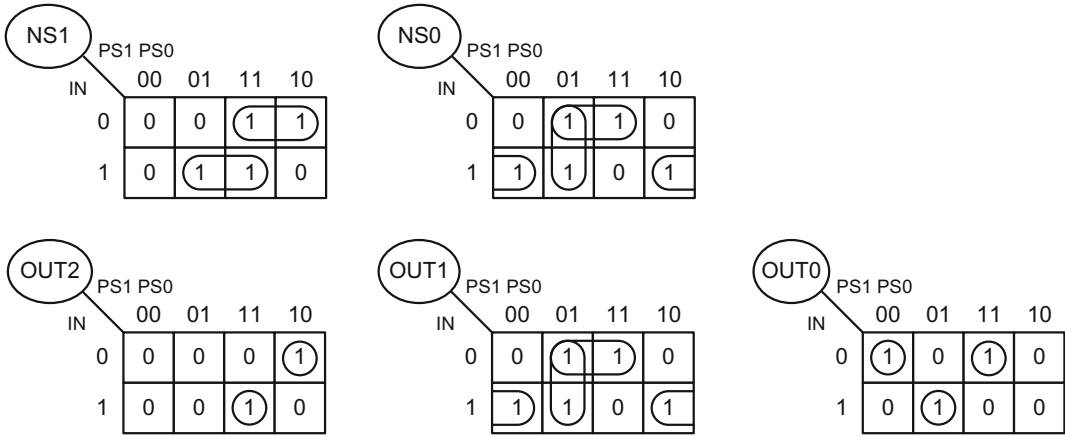 NS1 PS1 PS0
IN 00 01 11 10
0 0 0 1 1
1 0 1 1 0
NS0 PS1 PS0
IN 00 01 11 10
0 0 1 1 0
1 1 1 0 1
OUT2 PS1 PS0
IN 00 01 11 10
0 0 0 0 1
1 0 0 1 0
OUT1 PS1 PS0
IN 00 01 11 10
0 0 1 1 0
1 1 1 0 1
OUT0 PS1 PS0
IN 00 01 11 10
0 1 0 1 0
1 0 1 0 0